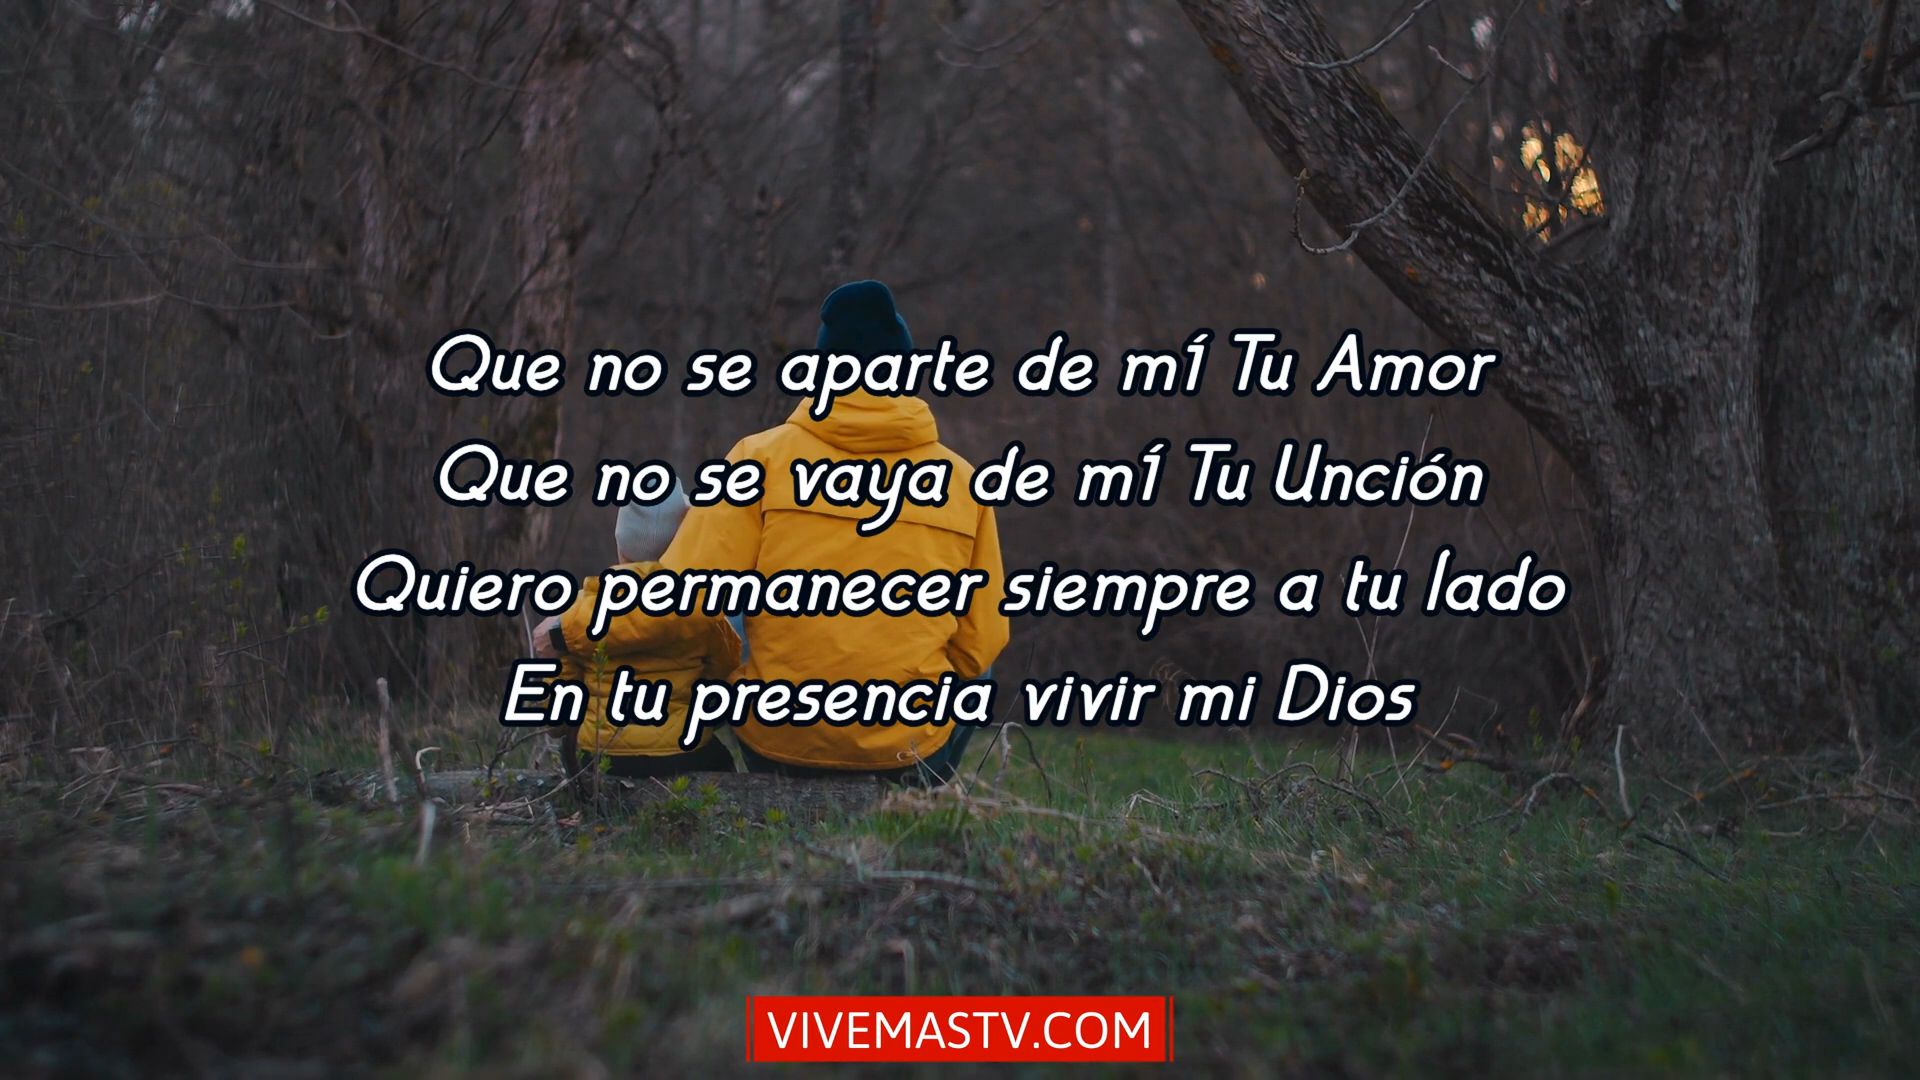 Que no se aparte de mí Tu Amor
Que no se vaya de mí Tu Unción
Quiero permanecer siempre a tu lado
En tu presencia vivir mi Dios
VIVEMASTV.COM